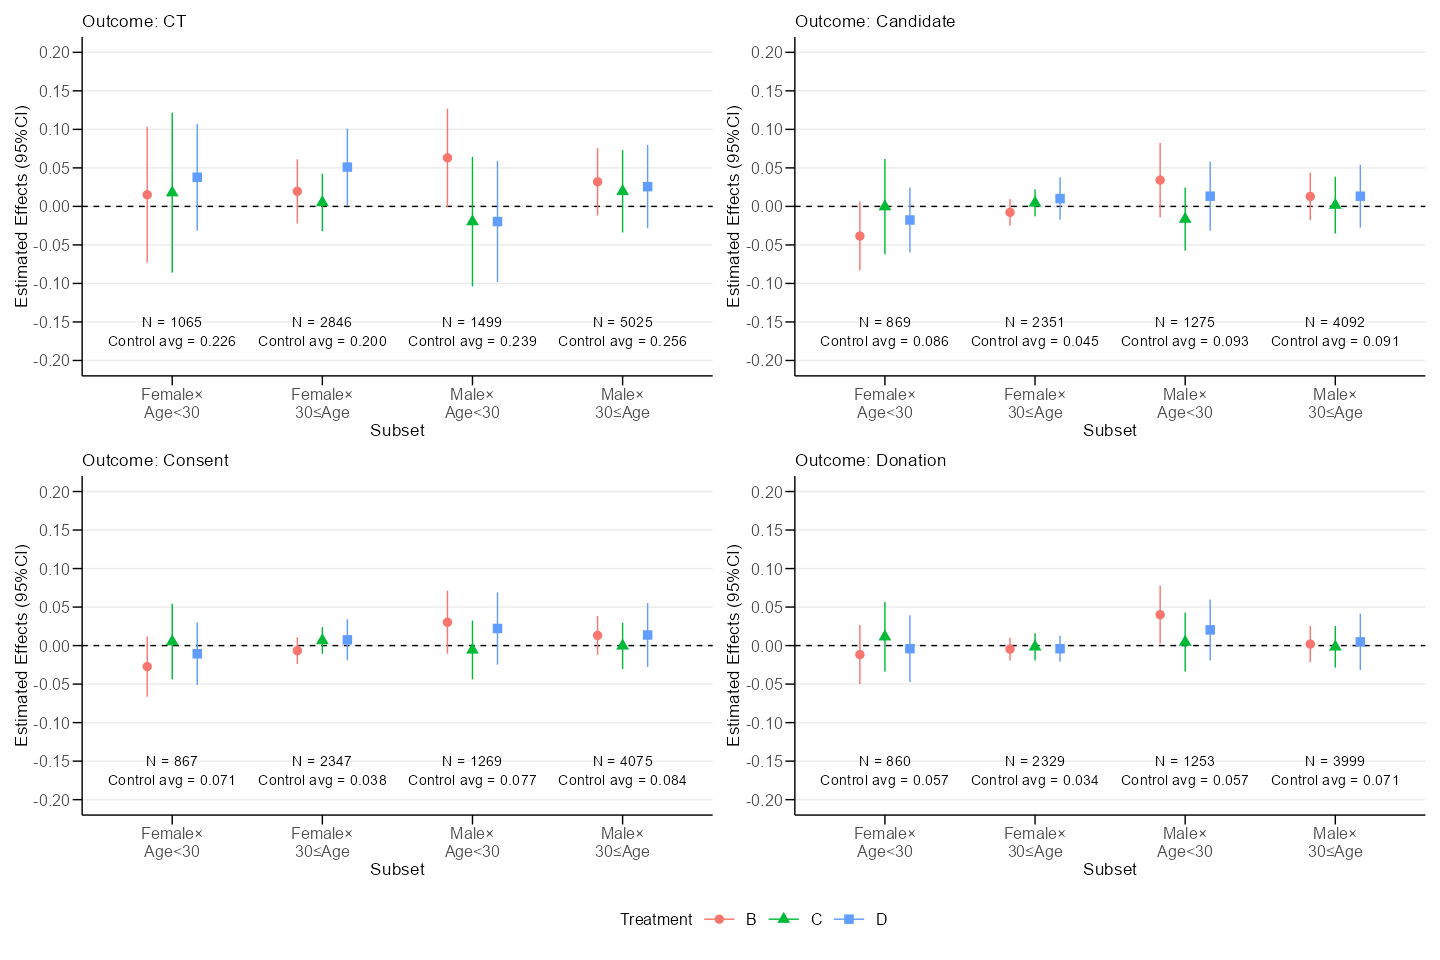 Outcome: CT
Estimated Effects (95%CI)
0.20
0.15
0.10
0.05
0.00
-0.05
-0.10
-0.15
-0.20
N = 1065
Control avg = 0.226
N = 2846
Control avg = 0.200
N = 1499
Control avg = 0.239
N = 5025
Control avg = 0.256
Female×
Age<30
Female×
30≤Age
Male×
Age<30
Male×
30≤Age
Subset
Outcome: Candidate
Estimated Effects (95%CI)
0.20
0.15
0.10
0.05
0.00
-0.05
-0.10
-0.15
-0.20
N = 869
Control avg = 0.086
N = 2351
Control avg = 0.045
N = 1275
Control avg = 0.093
N = 4092
Control avg = 0.091
Female×
Age<30
Female×
30≤Age
Male×
Age<30
Male×
30≤Age
Subset
Outcome: Consent
Estimated Effects (95%CI)
0.20
0.15
0.10
0.05
0.00
-0.05
-0.10
-0.15
-0.20
N = 867
Control avg = 0.071
N = 2347
Control avg = 0.038
N = 1269
Control avg = 0.077
N = 4075
Control avg = 0.084
Female×
Age<30
Female×
30≤Age
Male×
Age<30
Male×
30≤Age
Subset
Outcome: Donation
Estimated Effects (95%CI)
0.20
0.15
0.10
0.05
0.00
-0.05
-0.10
-0.15
-0.20
N = 860
Control avg = 0.057
N = 2329
Control avg = 0.034
N = 1253
Control avg = 0.057
N = 3999
Control avg = 0.071
Female×
Age<30
Female×
30≤Age
Male×
Age<30
Male×
30≤Age
Subset
Treatment B C D